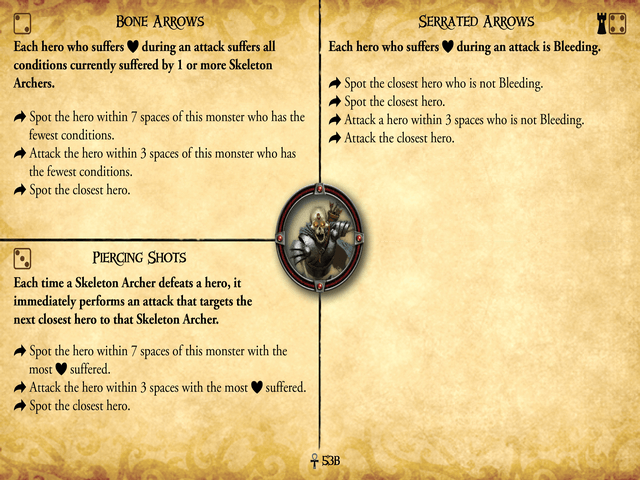 Bone Arrows
Each hero who suffers ♥ during an attack suffers all
conditions currently suffered by 1 or more Skeleton
Archers.
Spot the hero within 7 spaces of this monster who has the
fewest conditions.
Attack the hero within 3 spaces of this monster who has
the fewest conditions.
Spot the closest hero.
Piercing Shots
Each time a Skeleton Archer defeats a hero, it
immediately performs an attack that targets the
next closest hero to that Skeleton Archer.
Spot the hero within 7 spaces of this monster with the
most ♥ suffered.
Attack the hero within 3 spaces with the most ♥ suffered.
Spot the closest hero.
Serrated Arrows
Each hero who suffers ♥ during an attack is Bleeding.
Spot the closest hero who is not Bleeding.
Spot the closest hero.
Attack a hero within 3 spaces who is not Bleeding.
Attack the closest hero.
53B